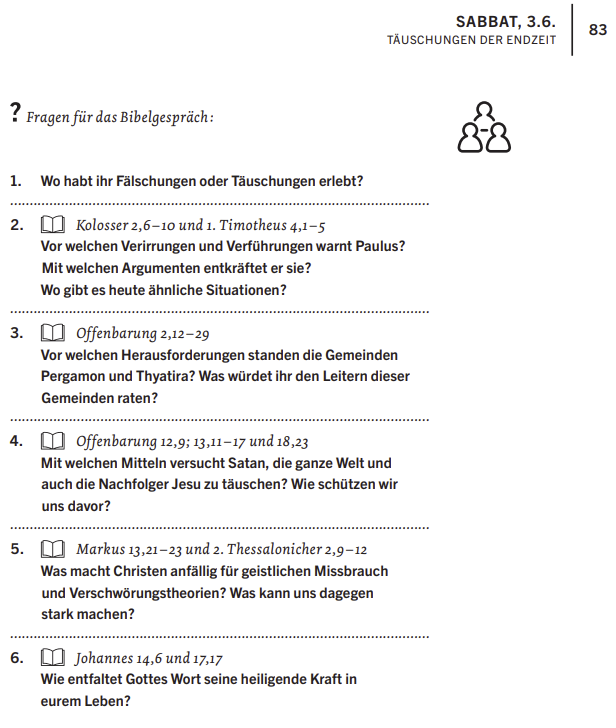 SABBAT, 3.6.
TÄUSCHUNGEN DER ENDZEIT
83
? Fragen für das Bibelgespräch:
1. Wo habt ihr Fälschungen oder Täuschungen erlebt?
2. Kolosser 2,6–10 und 1. Timotheus 4,1–5
Vor welchen Verirrungen und Verführungen warnt Paulus?
Mit welchen Argumenten entkräftet er sie?
Wo gibt es heute ähnliche Situationen?
3. Offenbarung 2,12–29
Vor welchen Herausforderungen standen die Gemeinden
Pergamon und Thyatira? Was würdet ihr den Leitern dieser
Gemeinden raten?
4. Offenbarung 12,9; 13,11–17 und 18,23
Mit welchen Mitteln versucht Satan, die ganze Welt und
auch die Nachfolger Jesu zu täuschen? Wie schützen wir
uns davor?
5. Markus 13,21–23 und 2. Thessalonicher 2,9–12
Was macht Christen anfällig für geistlichen Missbrauch
und Verschwörungstheorien? Was kann uns dagegen
stark machen?
6. Johannes 14,6 und 17,17
Wie entfaltet Gottes Wort seine heiligende Kraft in
eurem Leben?